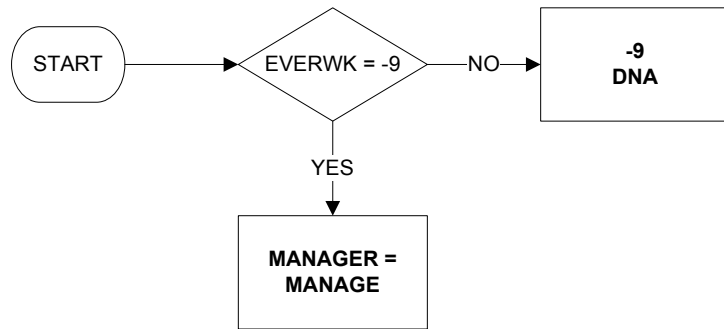 START
EVERWK = -9
NO
-9
DNA
YES
MANAGER =
MANAGE